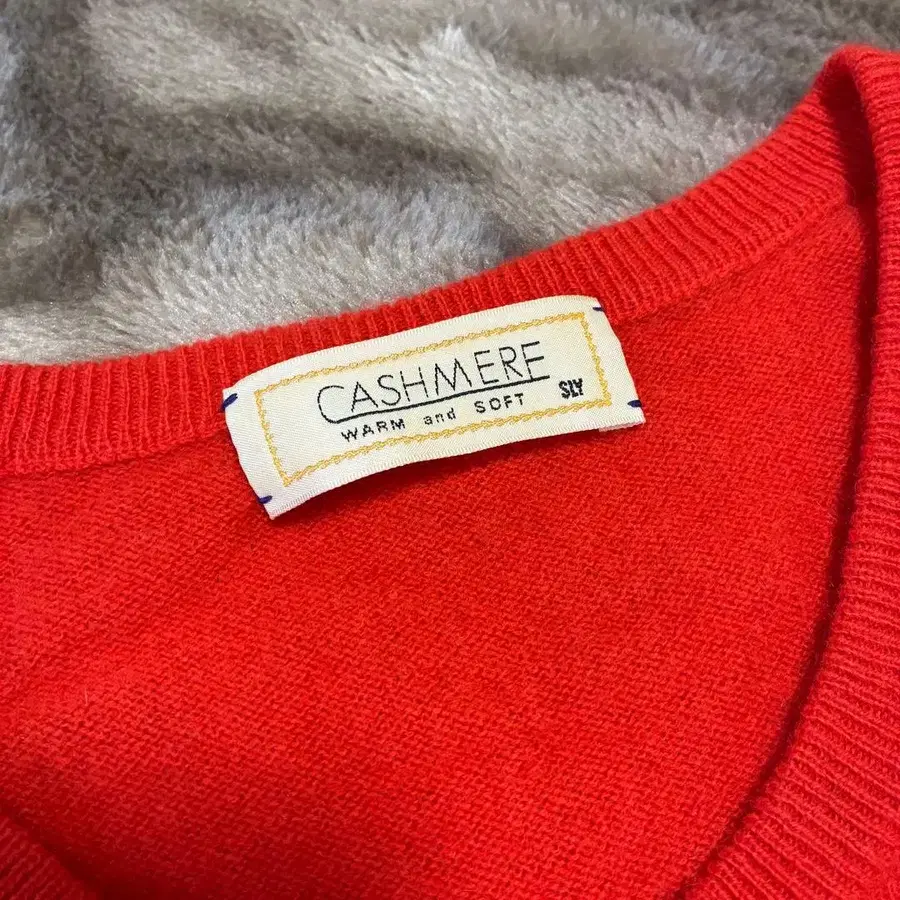 CASHMERE
WARM and SOFT
SLY